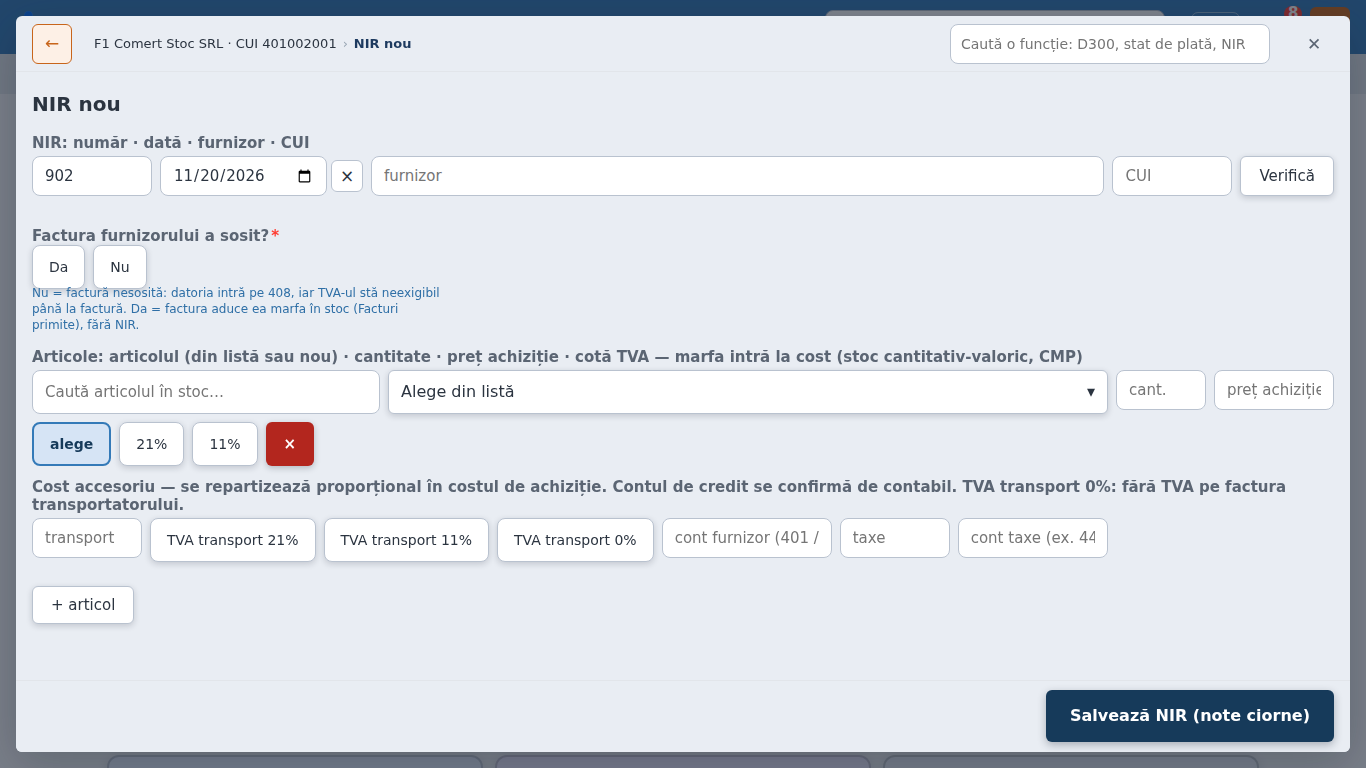 8
←
F1 Comert Stoc SRL · CUI 401002001 › NIR nou
Caută o funcție: D300, stat de plată, NIR
✕
NIR nou
NIR: număr · dată · furnizor · CUI
902
11/20/2026
×
furnizor
CUI
Verifică
Factura furnizorului a sosit?*
Da
Nu
Nu = factură nesosită: datoria intră pe 408, iar TVA-ul stă neexigibil
până la factură. Da = factura aduce ea marfa în stoc (Facturi
primite), fără NIR.
Articole: articolul (din listă sau nou) · cantitate · preț achiziție · cotă TVA — marfa intră la cost (stoc cantitativ-valoric, CMP)
Caută articolul în stoc...
Alege din listă ▾
cant.
preț achiziție
alege
21%
11%
×
Cost accesoriu — se repartizează proporțional în costul de achiziție. Contul de credit se confirmă de contabil. TVA transport 0%: fără TVA pe factura
transportatorului.
transport
TVA transport 21%
TVA transport 11%
TVA transport 0%
cont furnizor (401 /
taxe
cont taxe (ex. 44
+ articol
Salvează NIR (note ciorne)